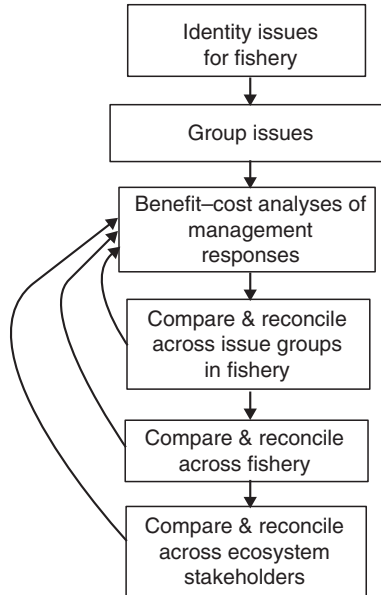 Identity issues
for fishery
Group issues
Benefit–cost analyses of
management
responses
Compare & reconcile
across issue groups
in fishery
Compare & reconcile
across fishery
Compare & reconcile
across ecosystem
stakeholders